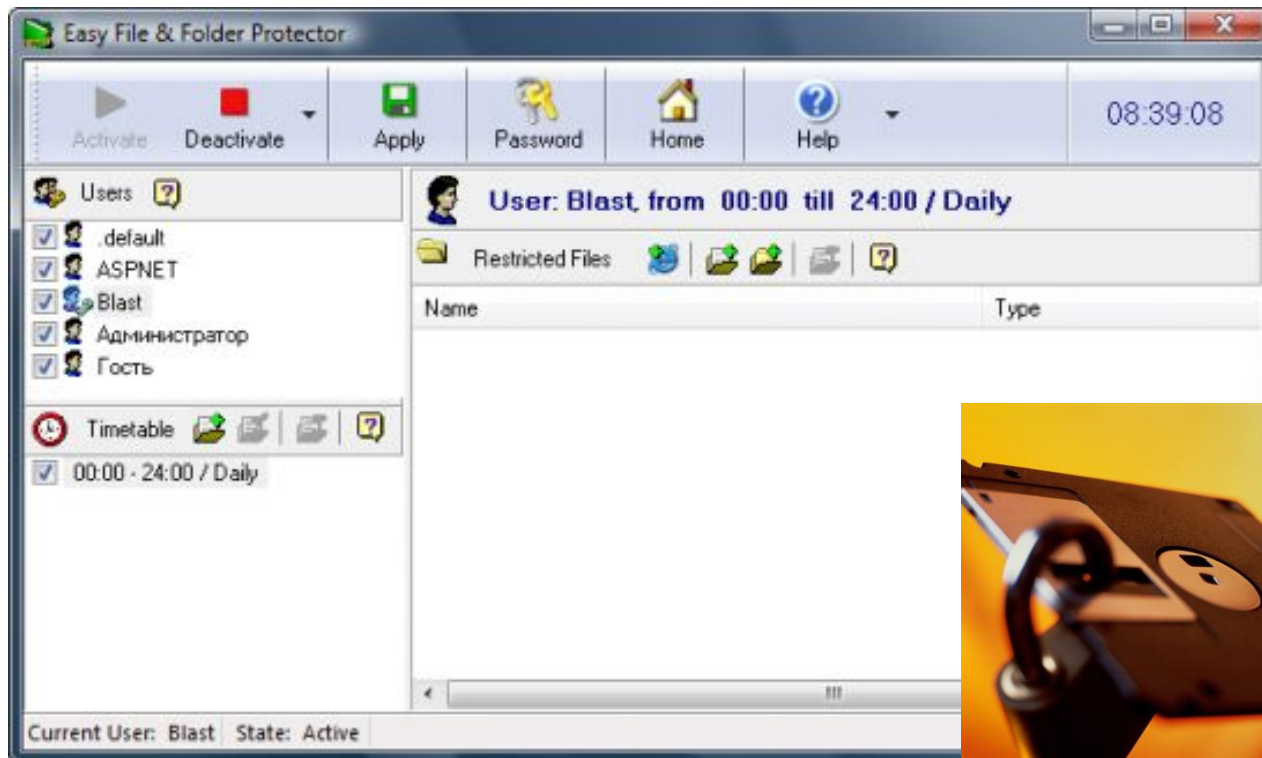 Easy File & Folder Protector
Activate Deactivate Apply Password Home Help 08:39:08
Users
User: Blast, from 00:00 till 24:00 / Daily
.default
ASPNET
Blast
Администратор
Гость
Restricted Files
Name Type
Timetable
00:00 - 24:00 / Daily
Current User: Blast State: Active